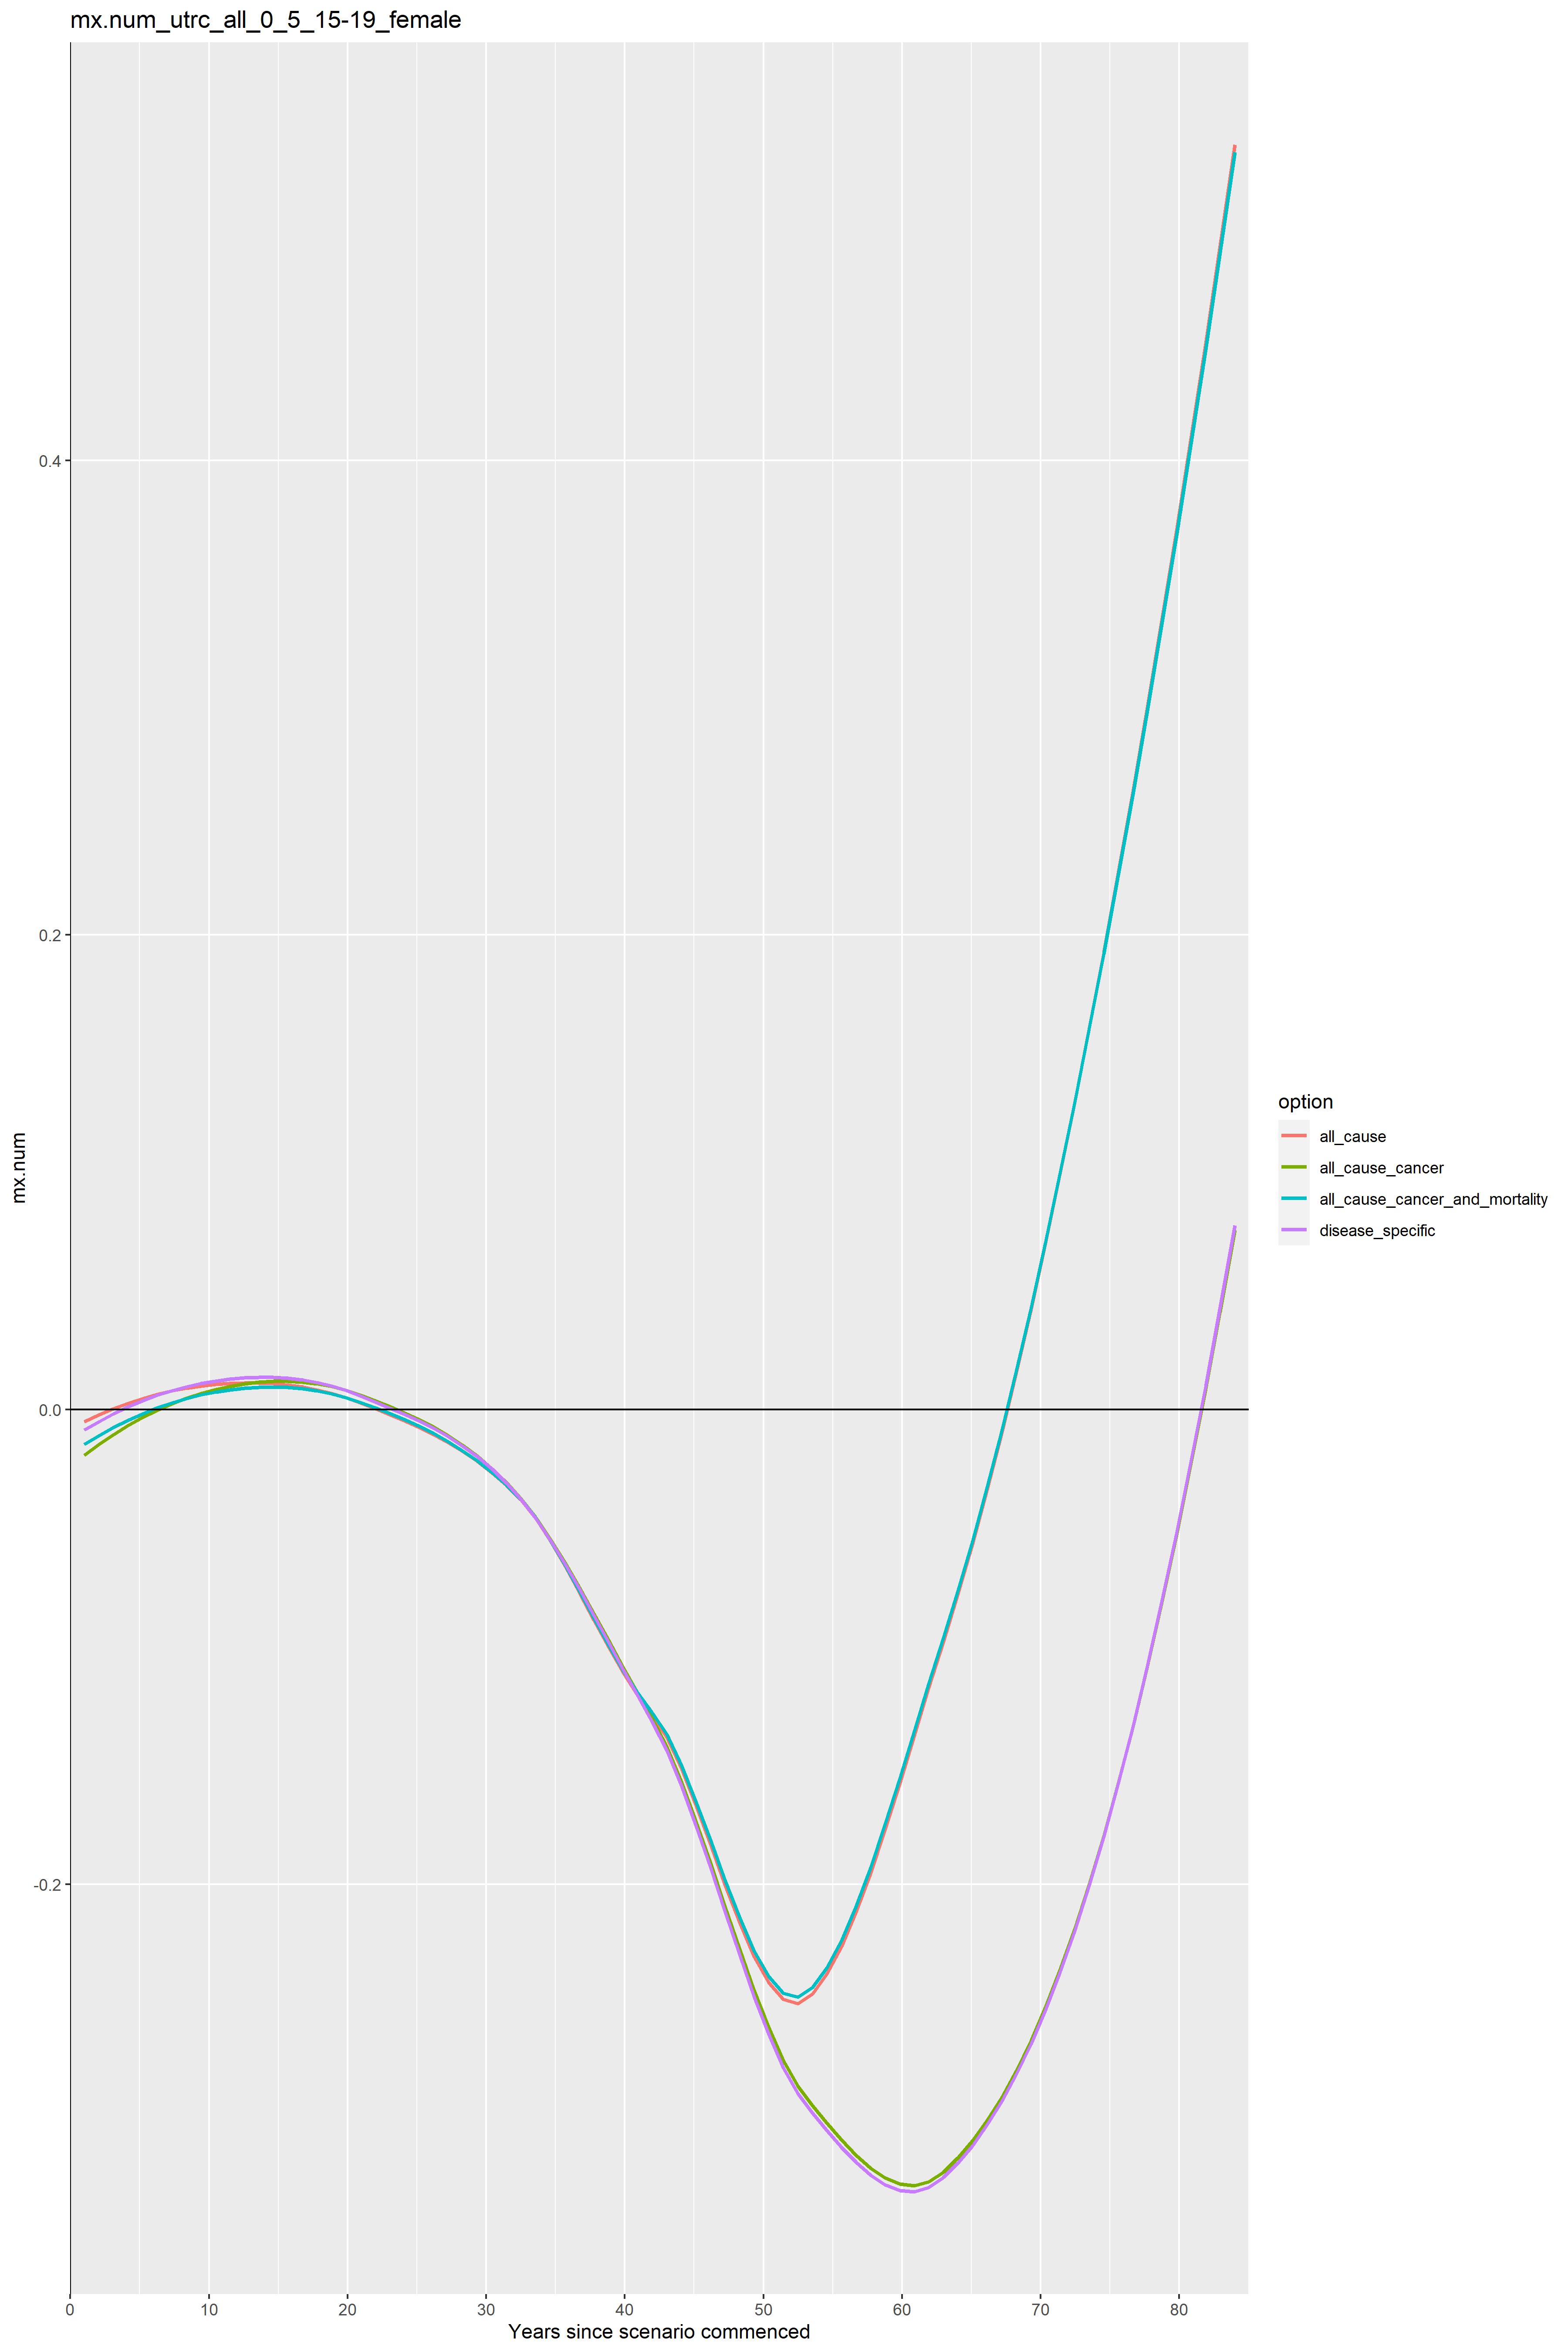 mx.num_utrc_all_0_5_15-19_female
mx.num
0.4
0.2
0.0
-0.2
0 10 20 30 40 50 60 70 80
Years since scenario commenced
option
all_cause
all_cause_cancer
all_cause_cancer_and_mortality
disease_specific